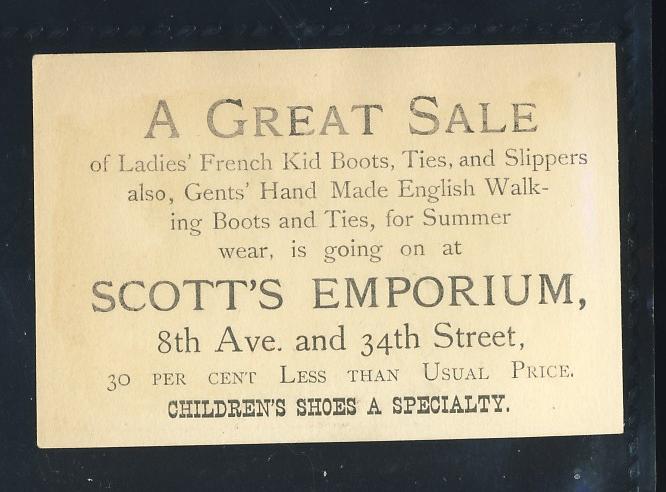 A GREAT SALE
of Ladies' French Kid Boots, Ties, and Slippers
also, Gents' Hand Made English Walk-
ing Boots and Ties, for Summer
wear, is going on at
SCOTT'S EMPORIUM,
8th Ave. and 34th Street,
30 PER CENT LESS THAN USUAL PRICE.
CHILDREN'S SHOES A SPECIALTY.